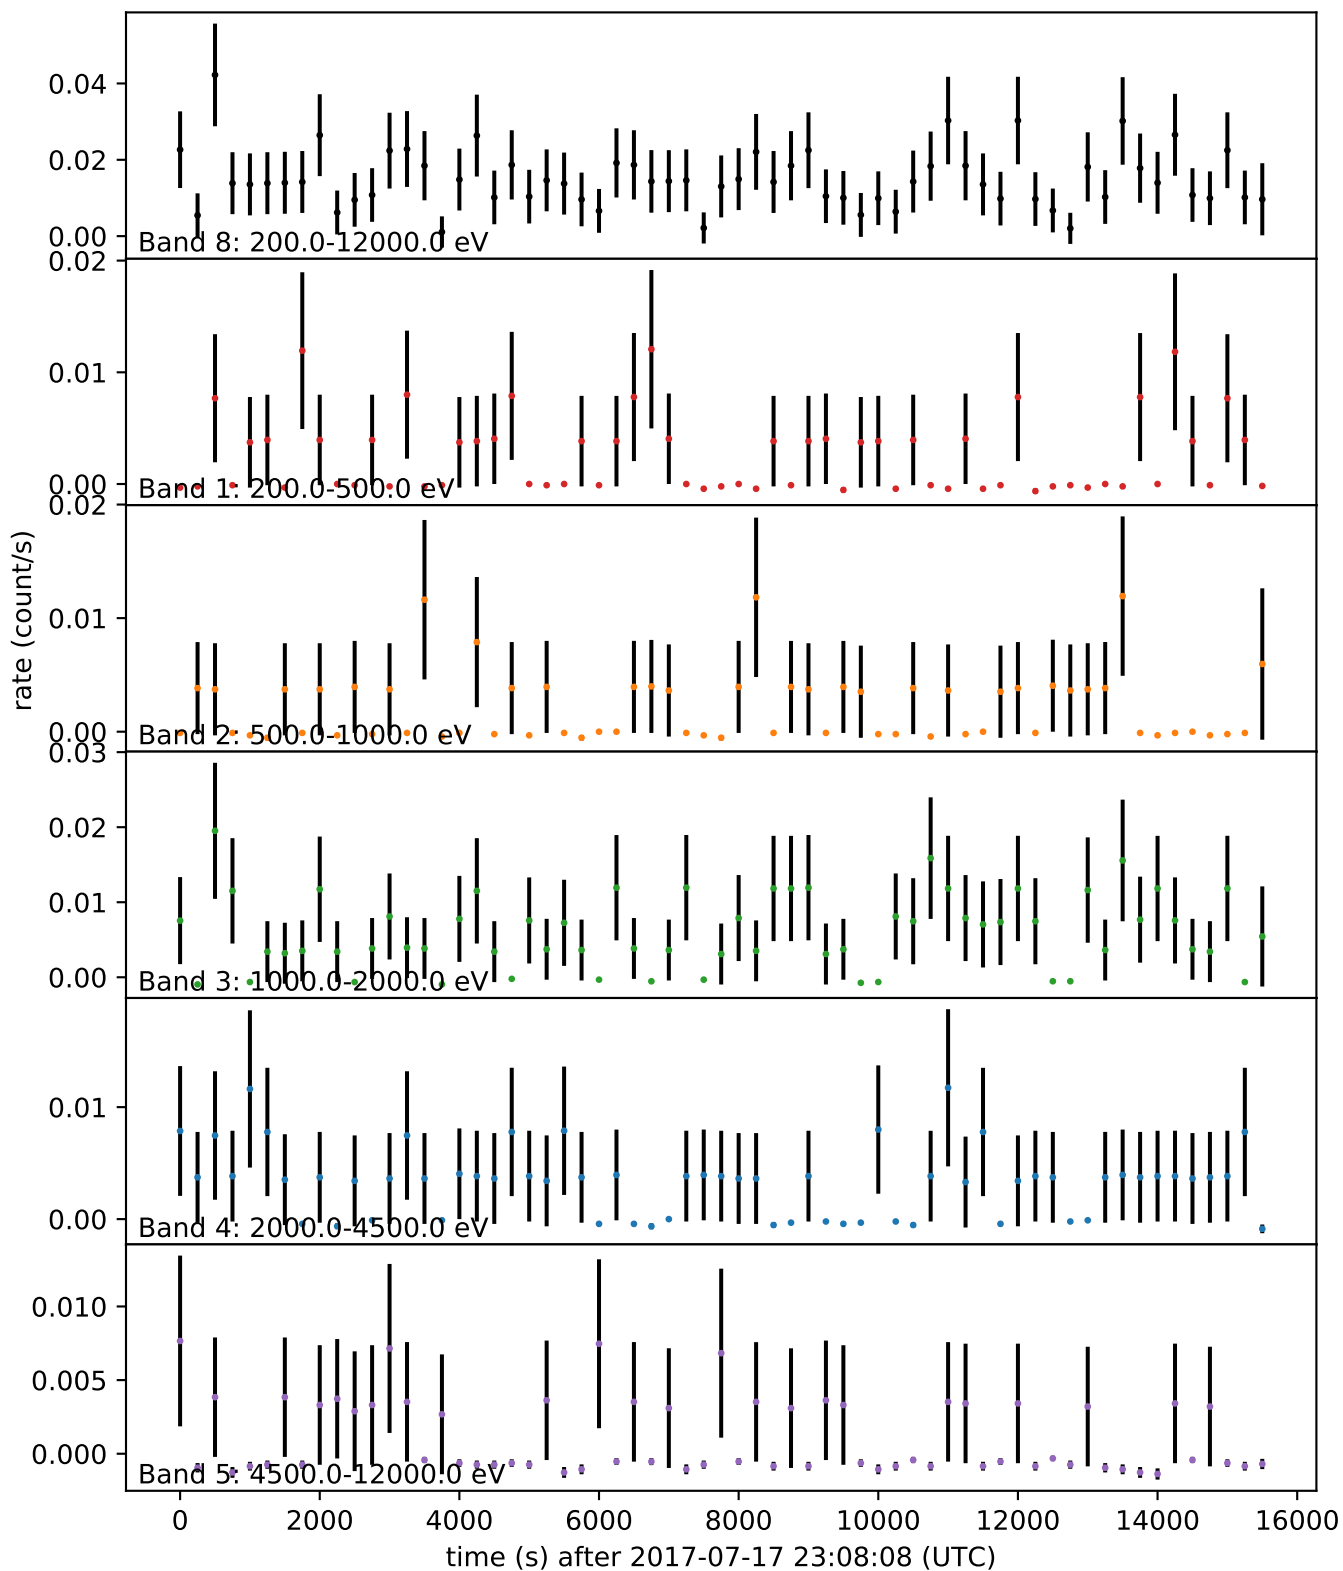 0.04
0.02
0.00
Band 8: 200.0-12000.0 eV
0.02
0.01
0.00
Band 1: 200.0-500.0 eV
0.02
0.01
0.00
Band 2: 500.0-1000.0 eV
rate (count/s)
0.03
0.02
0.01
0.00
Band 3: 1000.0-2000.0 eV
0.01
0.00
Band 4: 2000.0-4500.0 eV
0.010
0.005
0.000
Band 5: 4500.0-12000.0 eV
0 2000 4000 6000 8000 10000 12000 14000 16000
time (s) after 2017-07-17 23:08:08 (UTC)